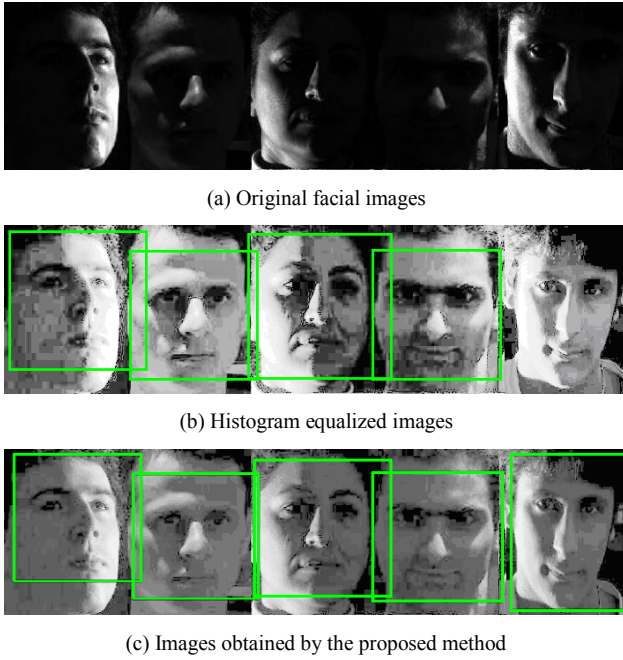 (a) Original facial images
(b) Histogram equalized images
(c) Images obtained by the proposed method